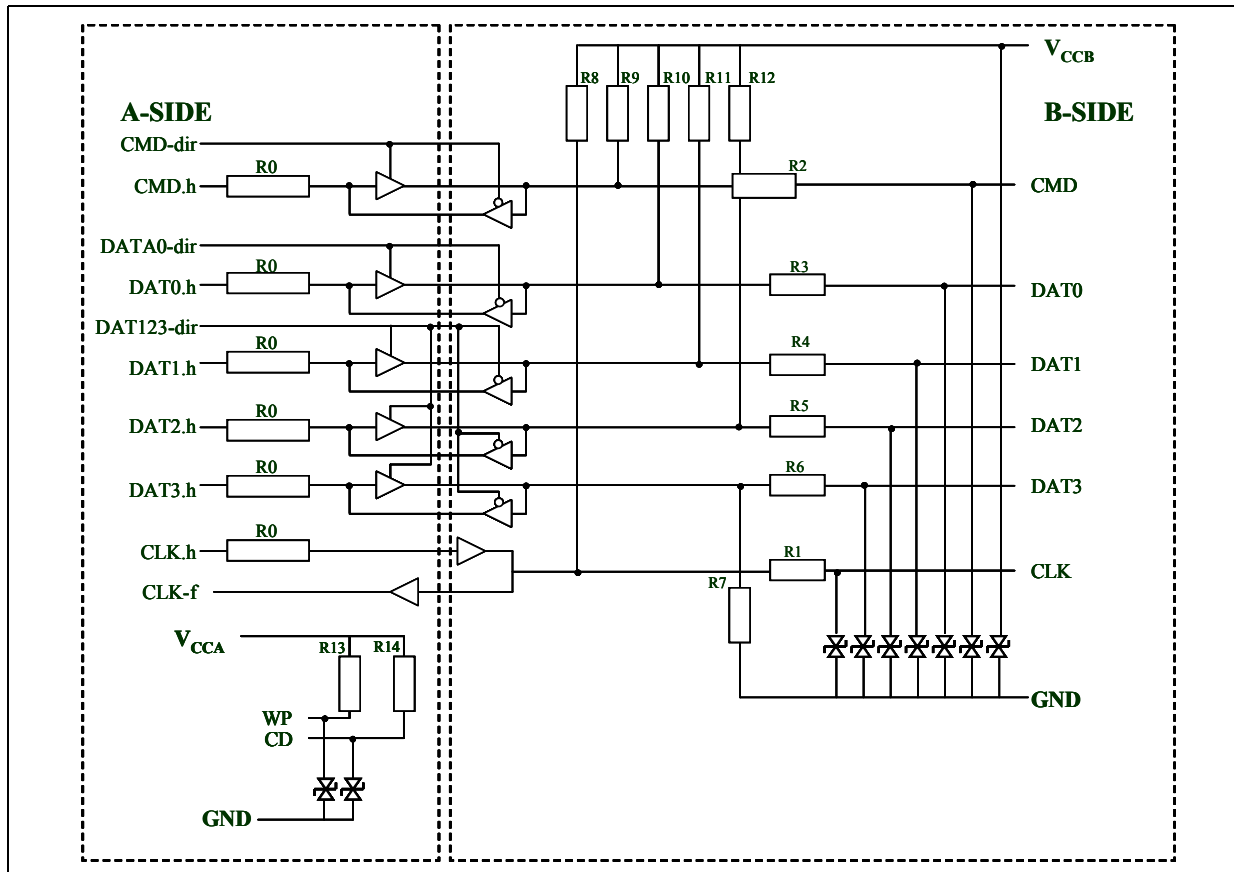 V_CCB
R8 R9 R10 R11 R12
A-SIDE
B-SIDE
CMD-dir
R0
R2
CMD.h
CMD
DATA0-dir
R0
R3
DAT0.h
DAT0
DAT123-dir
R0
R4
DAT1.h
DAT1
R0
R5
DAT2.h
DAT2
R0
R6
DAT3.h
DAT3
R0
R1
CLK.h
CLK
CLK-f
R7
V_CCA
R13 R14
GND
WP
CD
GND